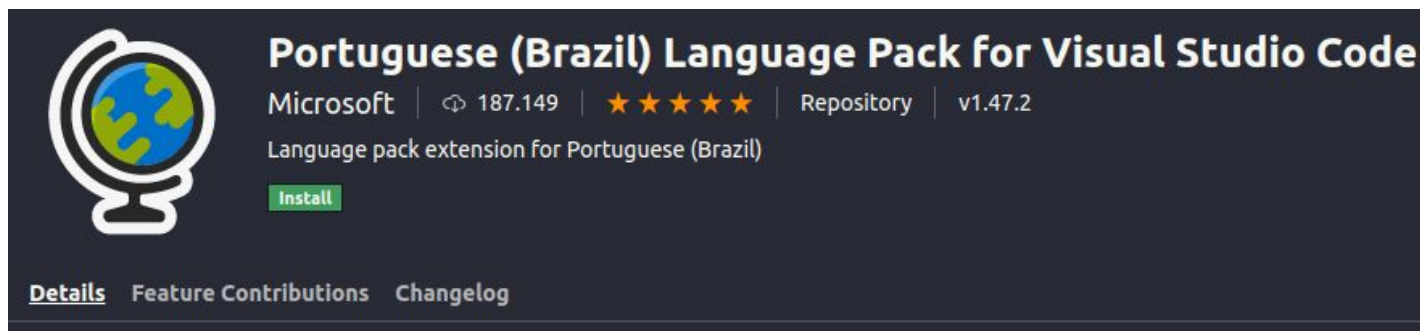 Portuguese (Brazil) Language Pack for Visual Studio Code
Microsoft 187.149 Repository v1.47.2
Language pack extension for Portuguese (Brazil)
Install
Details Feature Contributions Changelog